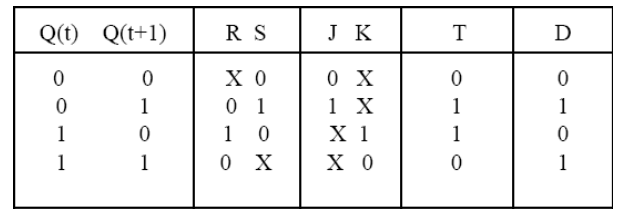 Q(t) Q(t+1) R S J K T D
0 0 X 0 0 X 0 0
0 1 0 1 1 X 1 1
1 0 1 0 X 1 1 0
1 1 0 X X 0 0 1